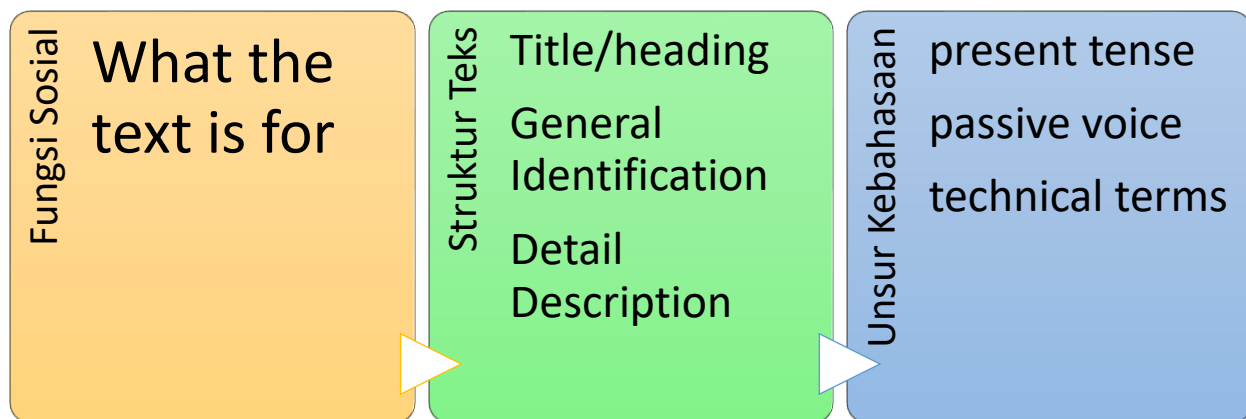 Fungsi Sosial
What the
text is for
Struktur Teks
Title/heading
General
Identification
Detail
Description
Unsur Kebahasaan
present tense
passive voice
technical terms